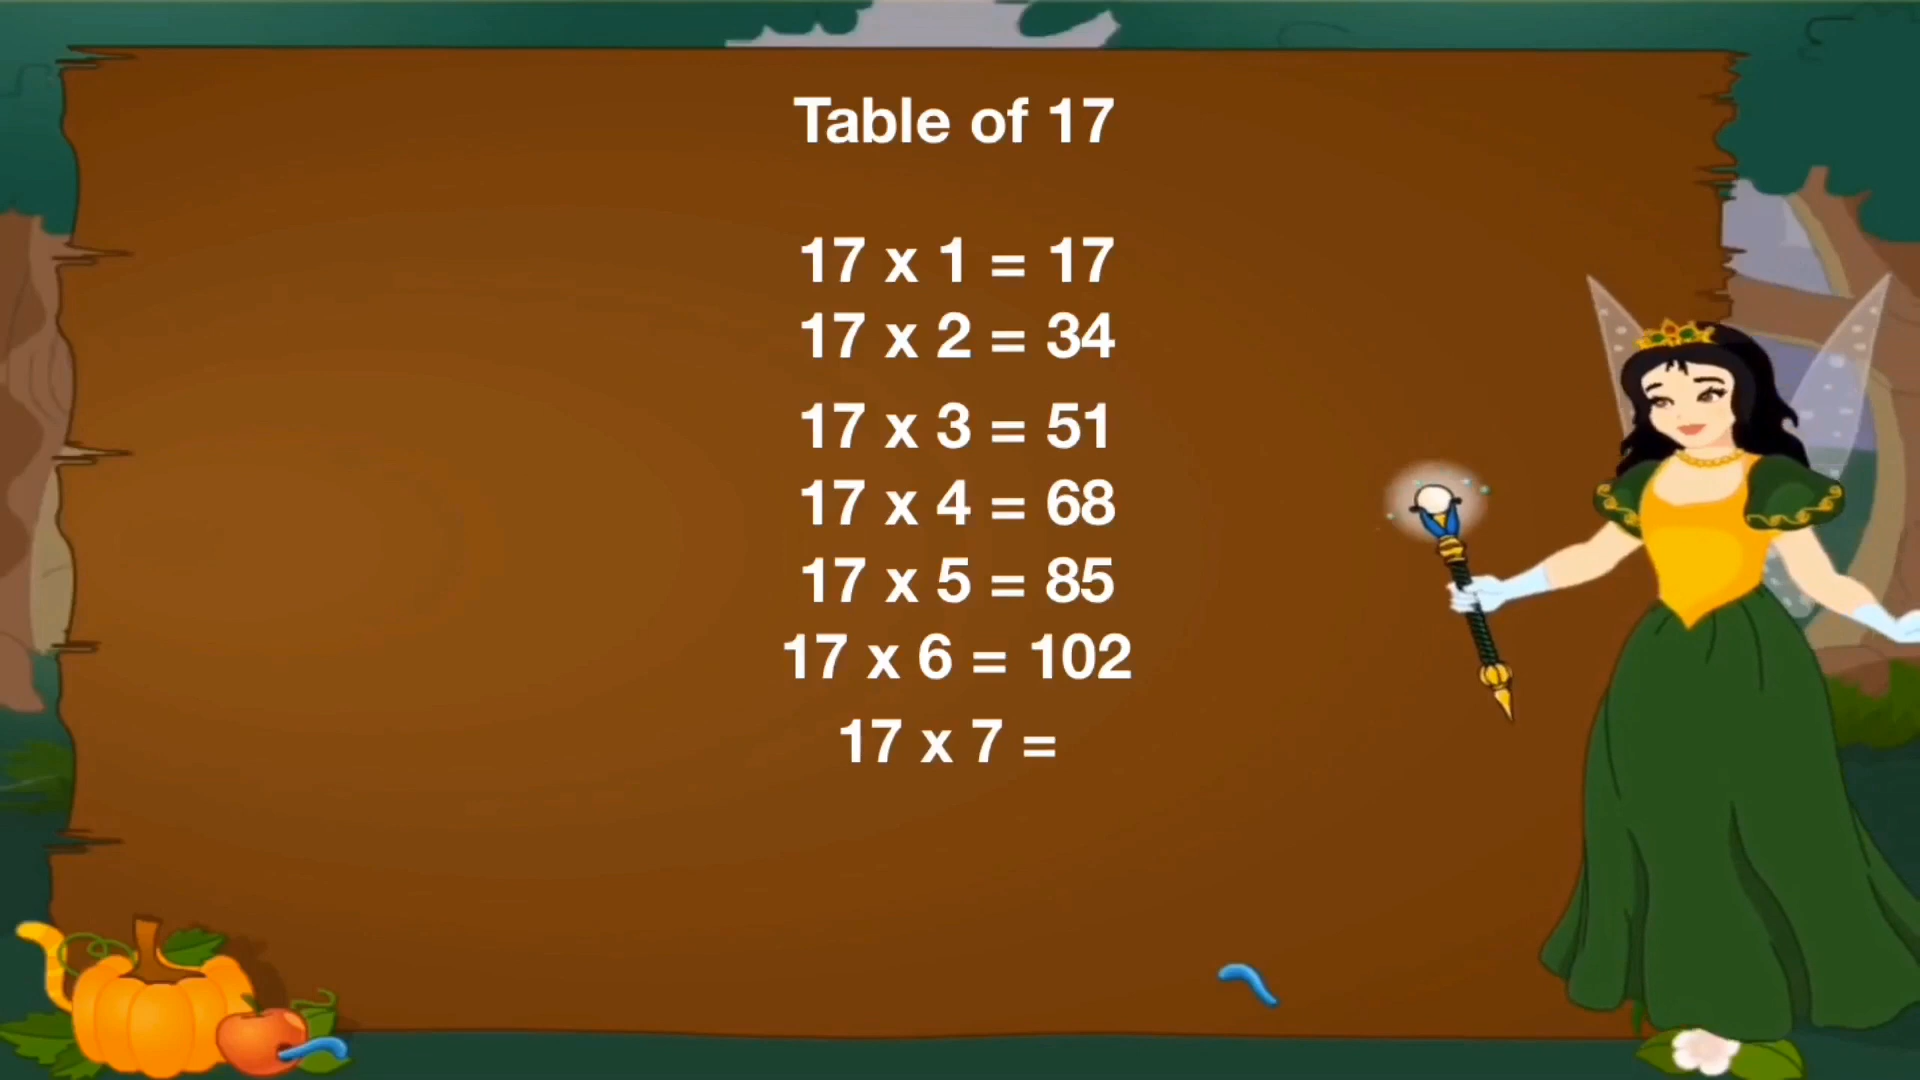 Table of 17
17 x 1 = 17
17 x 2 = 34
17 x 3 = 51
17 x 4 = 68
17 x 5 = 85
17 x 6 = 102
17 x 7 =